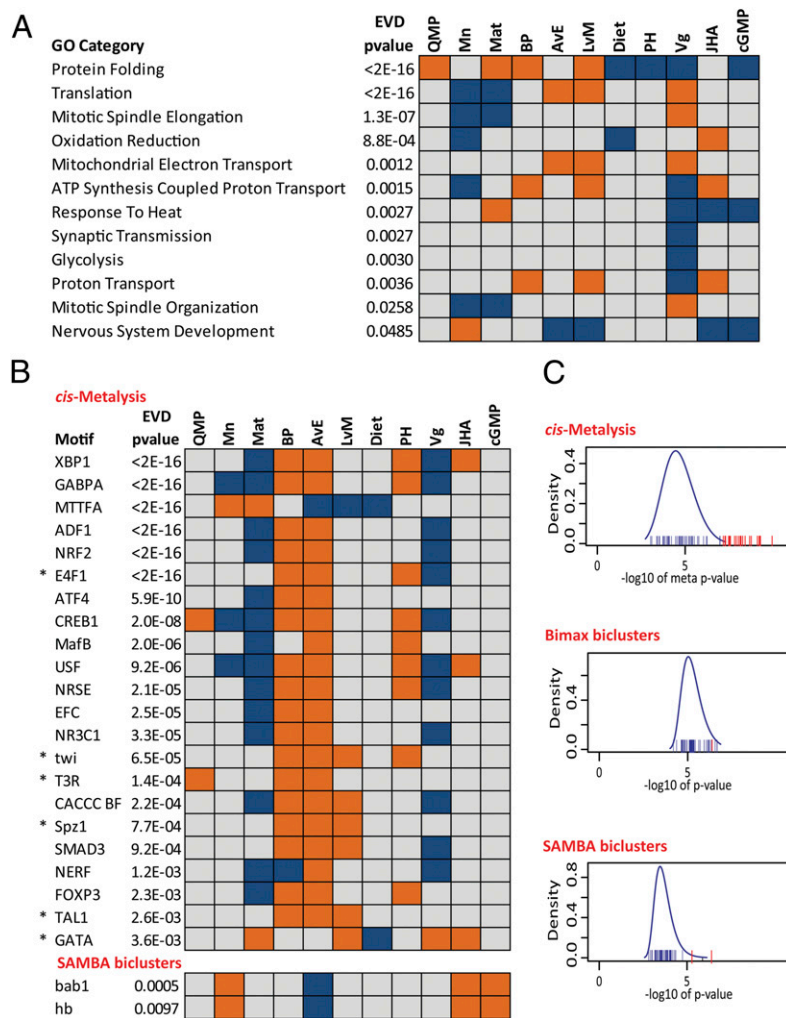 A
GO Category EVD pvalue QMP Mn Mat BP AvE LvM Diet PH Vg JHA cGMP
Protein Folding <2E-16
Translation <2E-16
Mitotic Spindle Elongation 1.3E-07
Oxidation Reduction 8.8E-04
Mitochondrial Electron Transport 0.0012
ATP Synthesis Coupled Proton Transport 0.0015
Response To Heat 0.0027
Synaptic Transmission 0.0027
Glycolysis 0.0030
Proton Transport 0.0036
Mitotic Spindle Organization 0.0258
Nervous System Development 0.0485
B
cis-Metalysis
Motif EVD pvalue QMP Mn Mat BP AvE LvM Diet PH Vg JHA cGMP
XBP1 <2E-16
GABPA <2E-16
MTTFA <2E-16
ADF1 <2E-16
NRF2 <2E-16
* E4F1 <2E-16
ATF4 5.9E-10
CREB1 2.0E-08
MafB 2.0E-06
USF 9.2E-06
NRSE 2.1E-05
EFC 2.5E-05
NR3C1 3.3E-05
* twi 6.5E-05
* T3R 1.4E-04
CACCC BF 2.2E-04
* Spz1 7.7E-04
SMAD3 9.2E-04
NERF 1.2E-03
FOXP3 2.3E-03
* TAL1 2.6E-03
* GATA 3.6E-03
SAMBA biclusters
bab1 0.0005
hb 0.0097
C
cis-Metalysis
Density
0.4
0.2
0.0
0 5 10
-log10 of meta p-value
Bimax biclusters
Density
0.4
0.0
0 5 10
-log10 of p-value
SAMBA biclusters
Density
0.8
0.4
0.0
0 5 10
-log10 of p-value